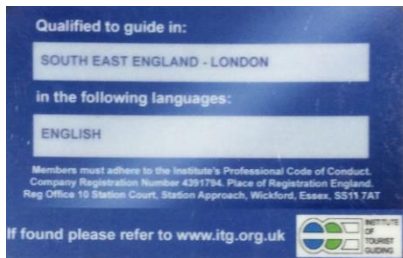 Qualified to guide in:
SOUTH EAST ENGLAND - LONDON
in the following languages:
ENGLISH
Members must adhere to the Institute's Professional Code of Conduct.
Company Registration Number 4391794. Place of Registration England.
Reg Office 10 Station Court, Station Approach, Wickford, Essex, SS11 7AT
If found please refer to www.itg.org.uk
INSTITUTE
OF
TOURIST
GUIDING